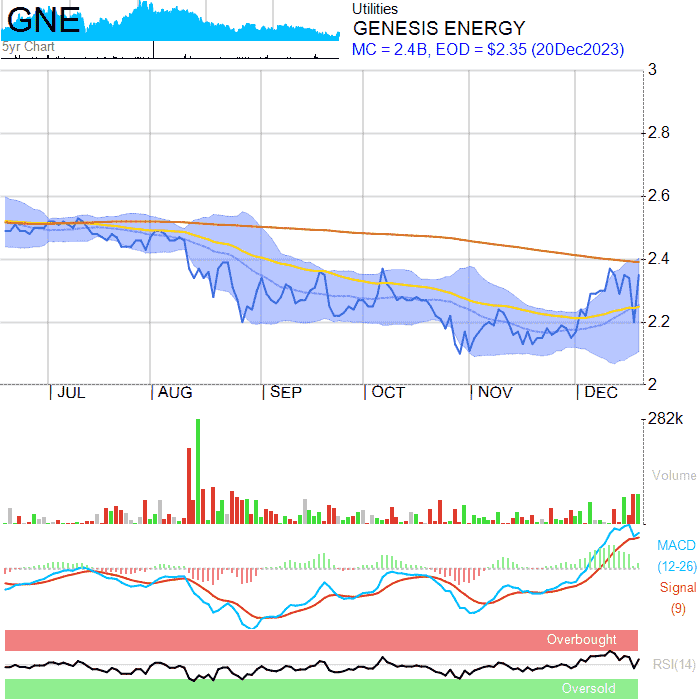 GNE
5yr Chart
Utilities
GENESIS ENERGY
MC = 2.4B, EOD = $2.35 (20Dec2023)
3
2.8
2.6
2.4
2.2
2
JUL
AUG
SEP
OCT
NOV
DEC
282k
Volume
MACD
(12-26)
Signal
(9)
Overbought
RSI(14)
Oversold